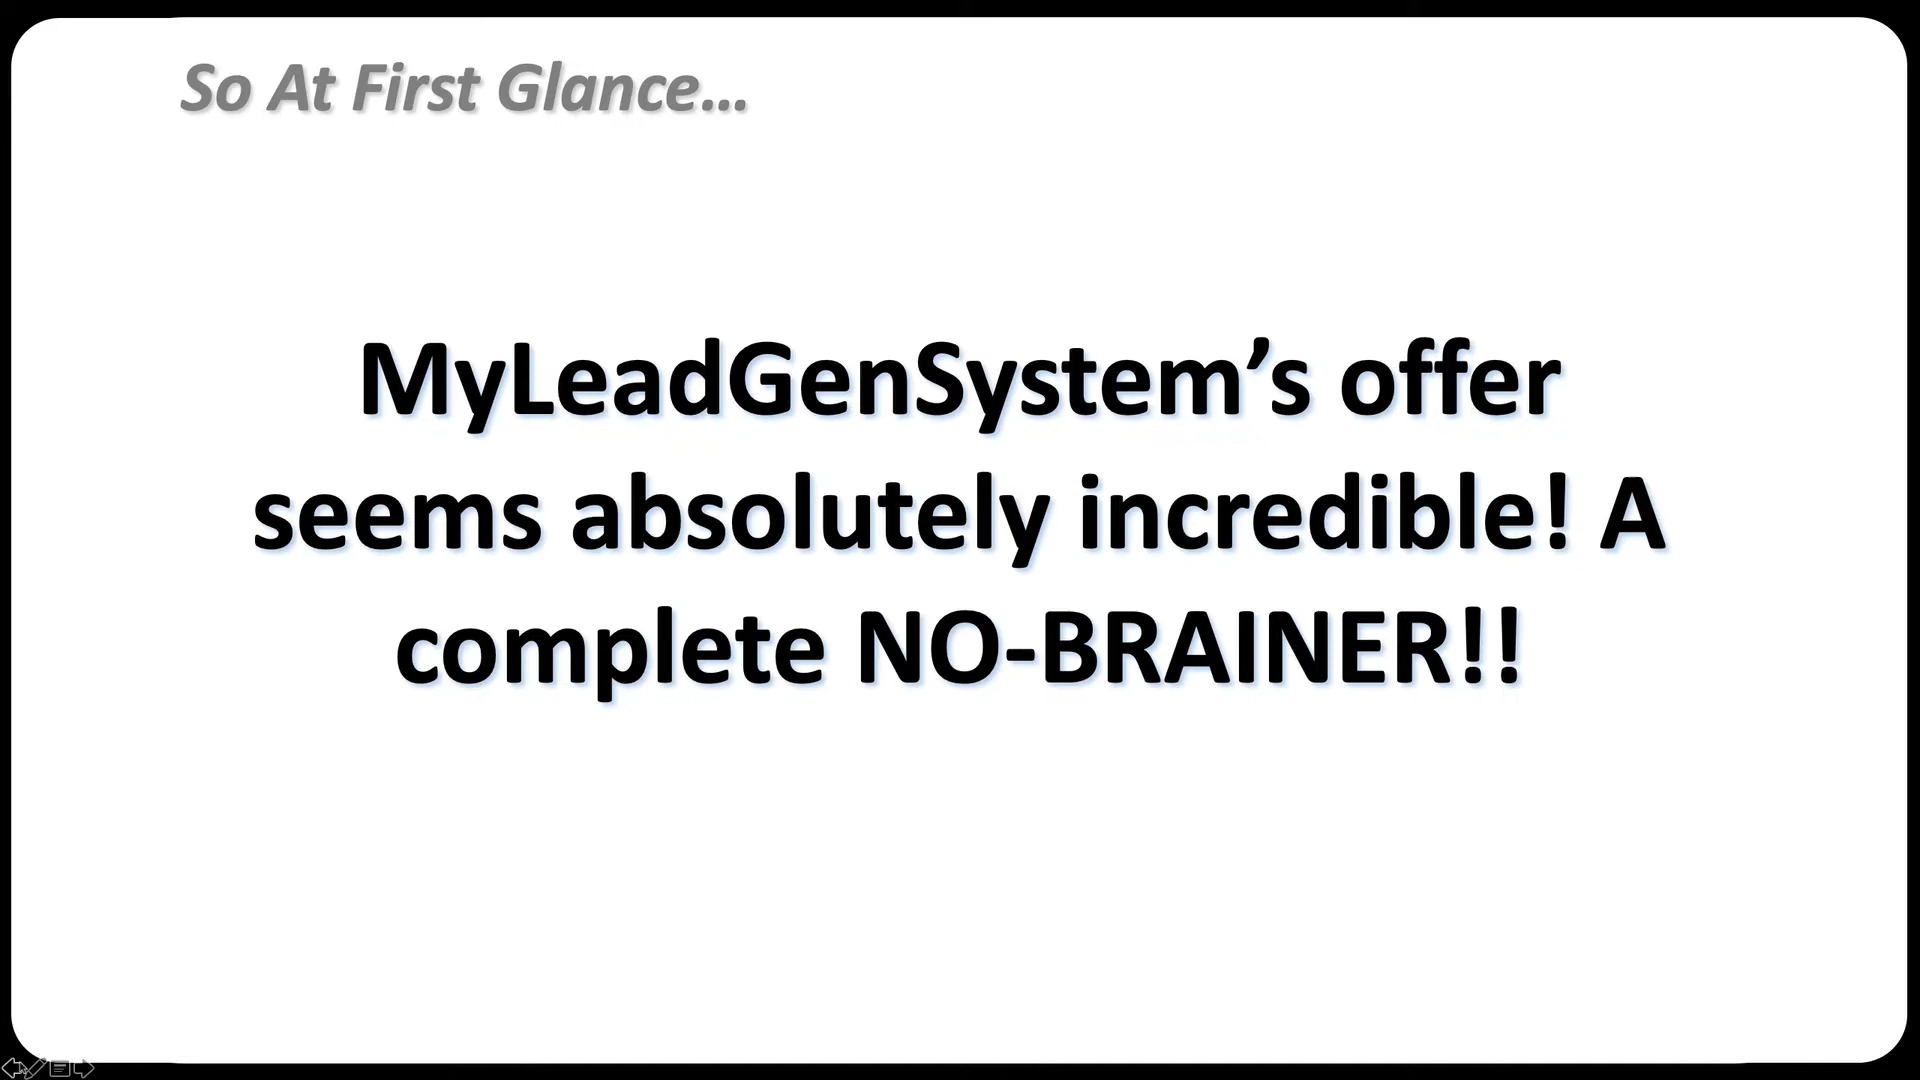 So At First Glance...
MyLeadGenSystem’s offer
seems absolutely incredible! A
complete NO-BRAINER!!